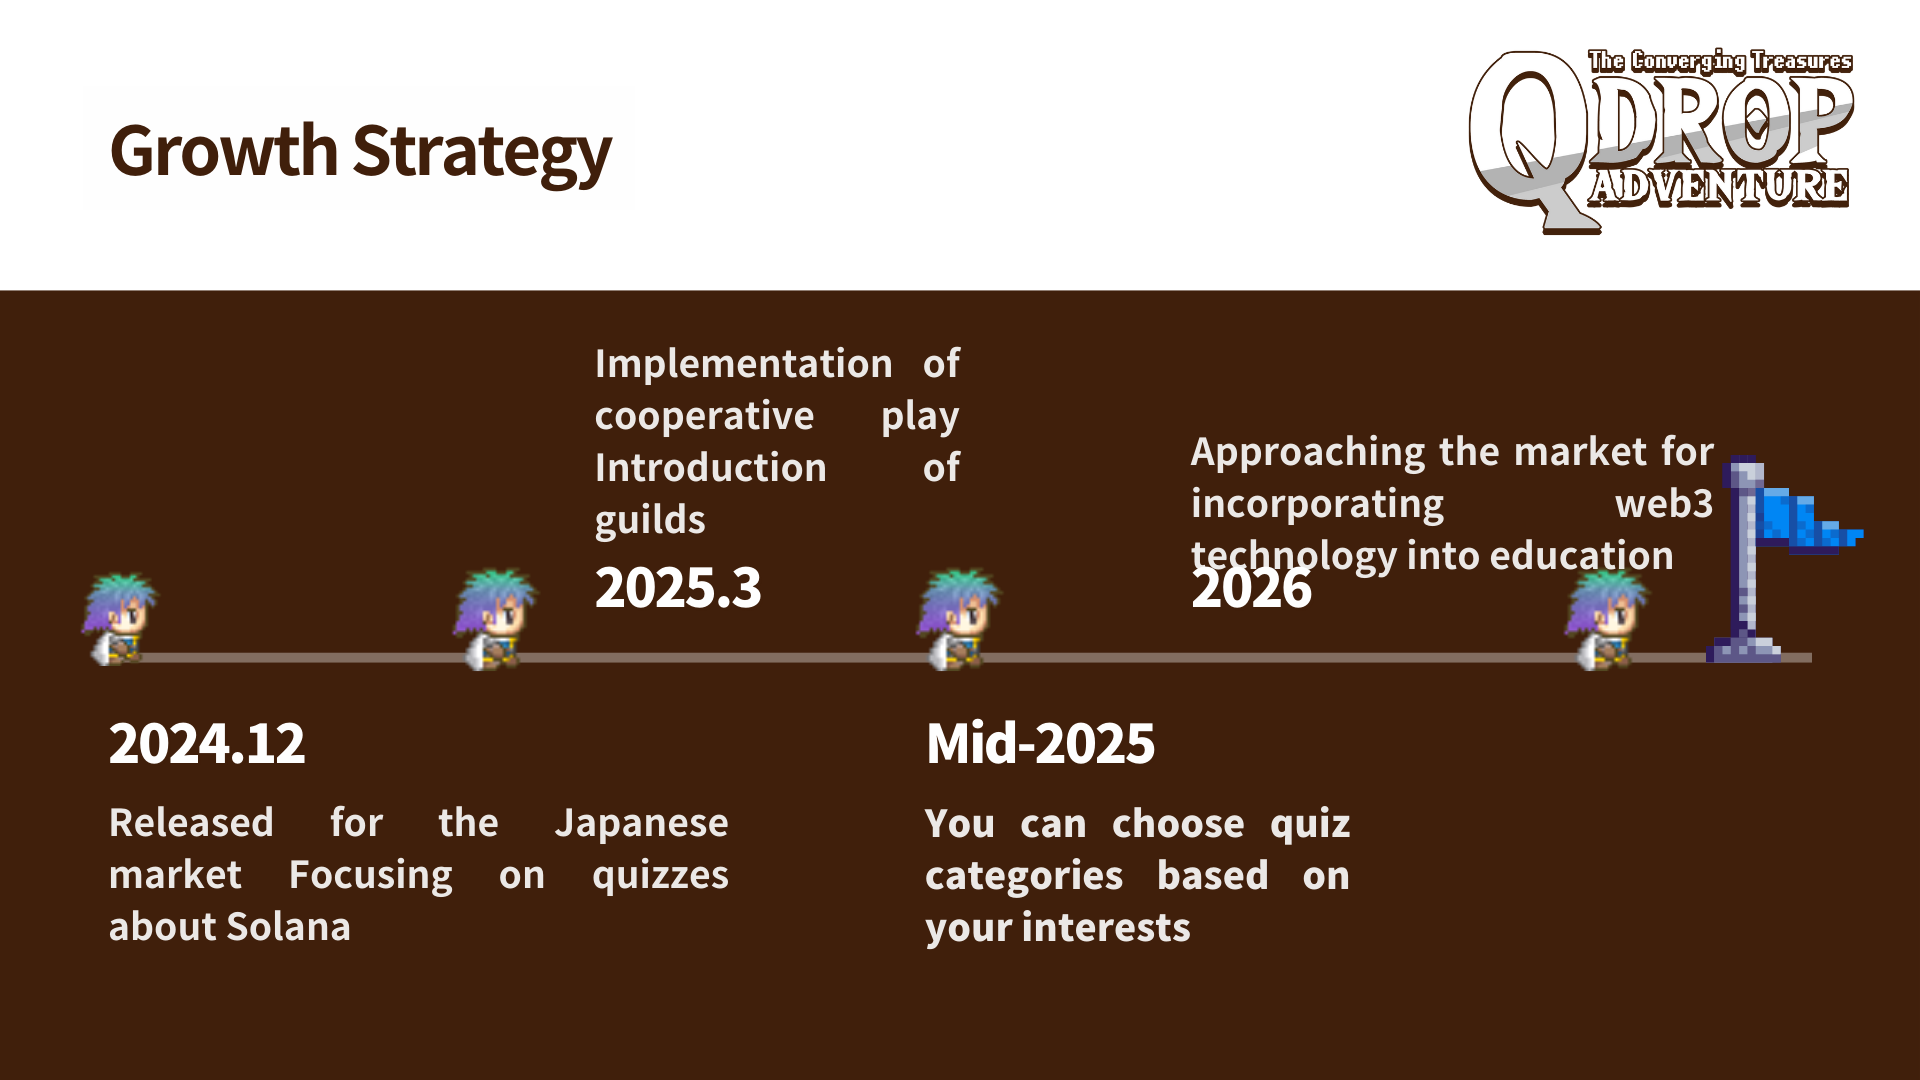 Growth Strategy
The Converging Treasures
QDROP
ADVENTURE
Implementation of
cooperative play
Introduction of
guilds
2025.3
Approaching the market for
incorporating web3
technology into education
2026
2024.12
Released for the Japanese
market Focusing on quizzes
about Solana
Mid-2025
You can choose quiz
categories based on
your interests